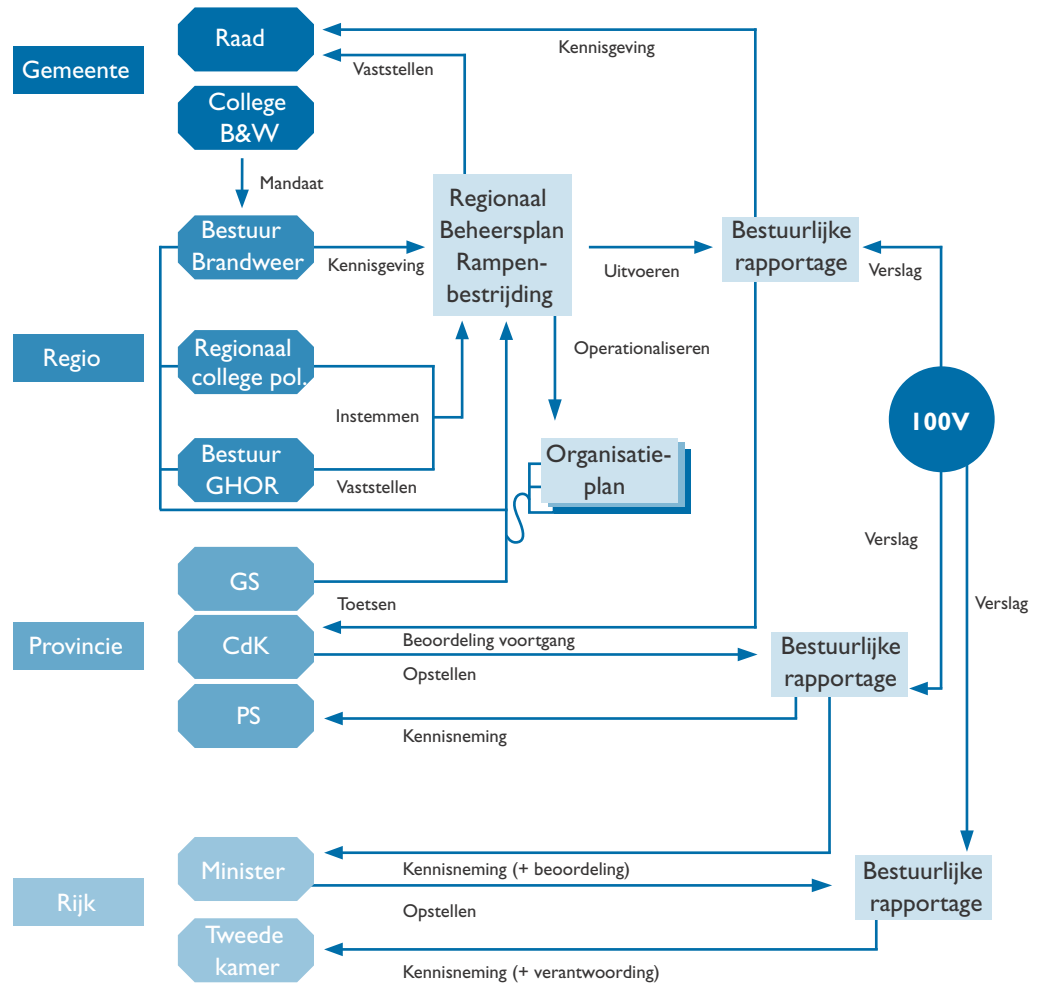 Raad
Kennisgeving
Gemeente
Vaststellen
College
B&W
Mandaat
Regionaal
Beheersplan
Rampen-
bestrijding
Bestuur
Brandweer
Kennisgeving
Uitvoeren
Bestuurlijke
rapportage
Verslag
Regio
Regionaal
college pol.
Operationaliseren
Instemmen
100V
Bestuur
GHOR
Vaststellen
Organisatie-
plan
Verslag
GS
Toetsen
Verslag
Provincie
CdK
Beoordeling voortgang
Opstellen
Bestuurlijke
rapportage
PS
Kennisneming
Minister
Kennisneming (+ beoordeling)
Bestuurlijke
rapportage
Rijk
Opstellen
Tweede
kamer
Kennisneming (+ verantwoording)